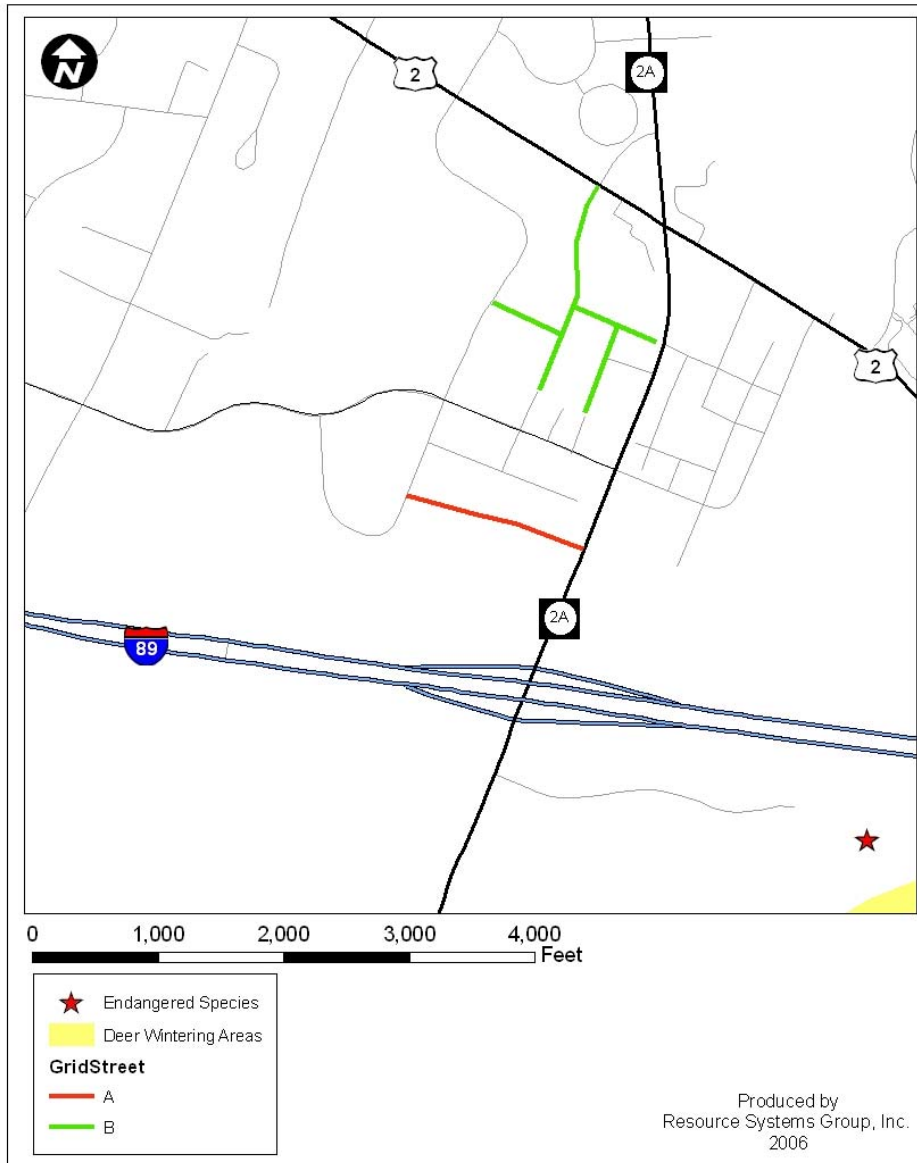 N
2
2A
2
2A
89
0 1,000 2,000 3,000 4,000
Feet
Endangered Species
Deer Wintering Areas
GridStreet
A
B
Produced by
Resource Systems Group, Inc.
2006